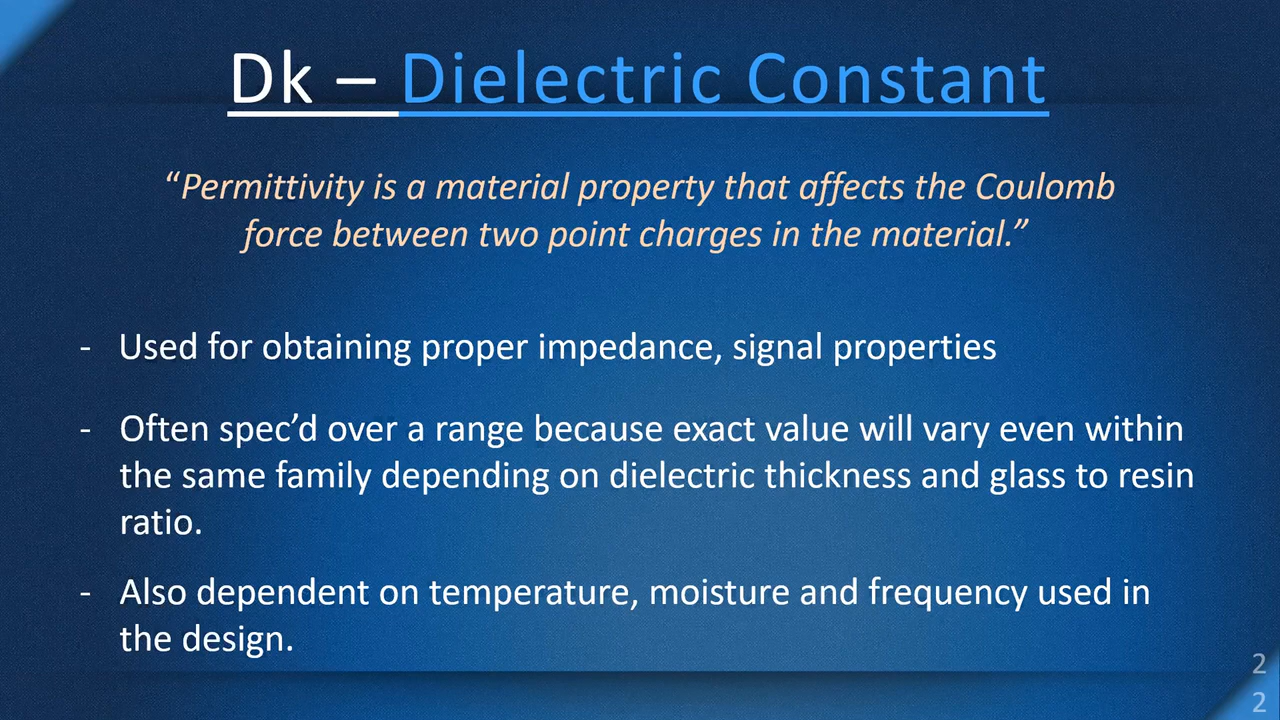 Dk – Dielectric Constant
“Permittivity is a material property that affects the Coulomb
force between two point charges in the material.”
- Used for obtaining proper impedance, signal properties
- Often spec’d over a range because exact value will vary even within
the same family depending on dielectric thickness and glass to resin
ratio.
- Also dependent on temperature, moisture and frequency used in
the design.
2
2